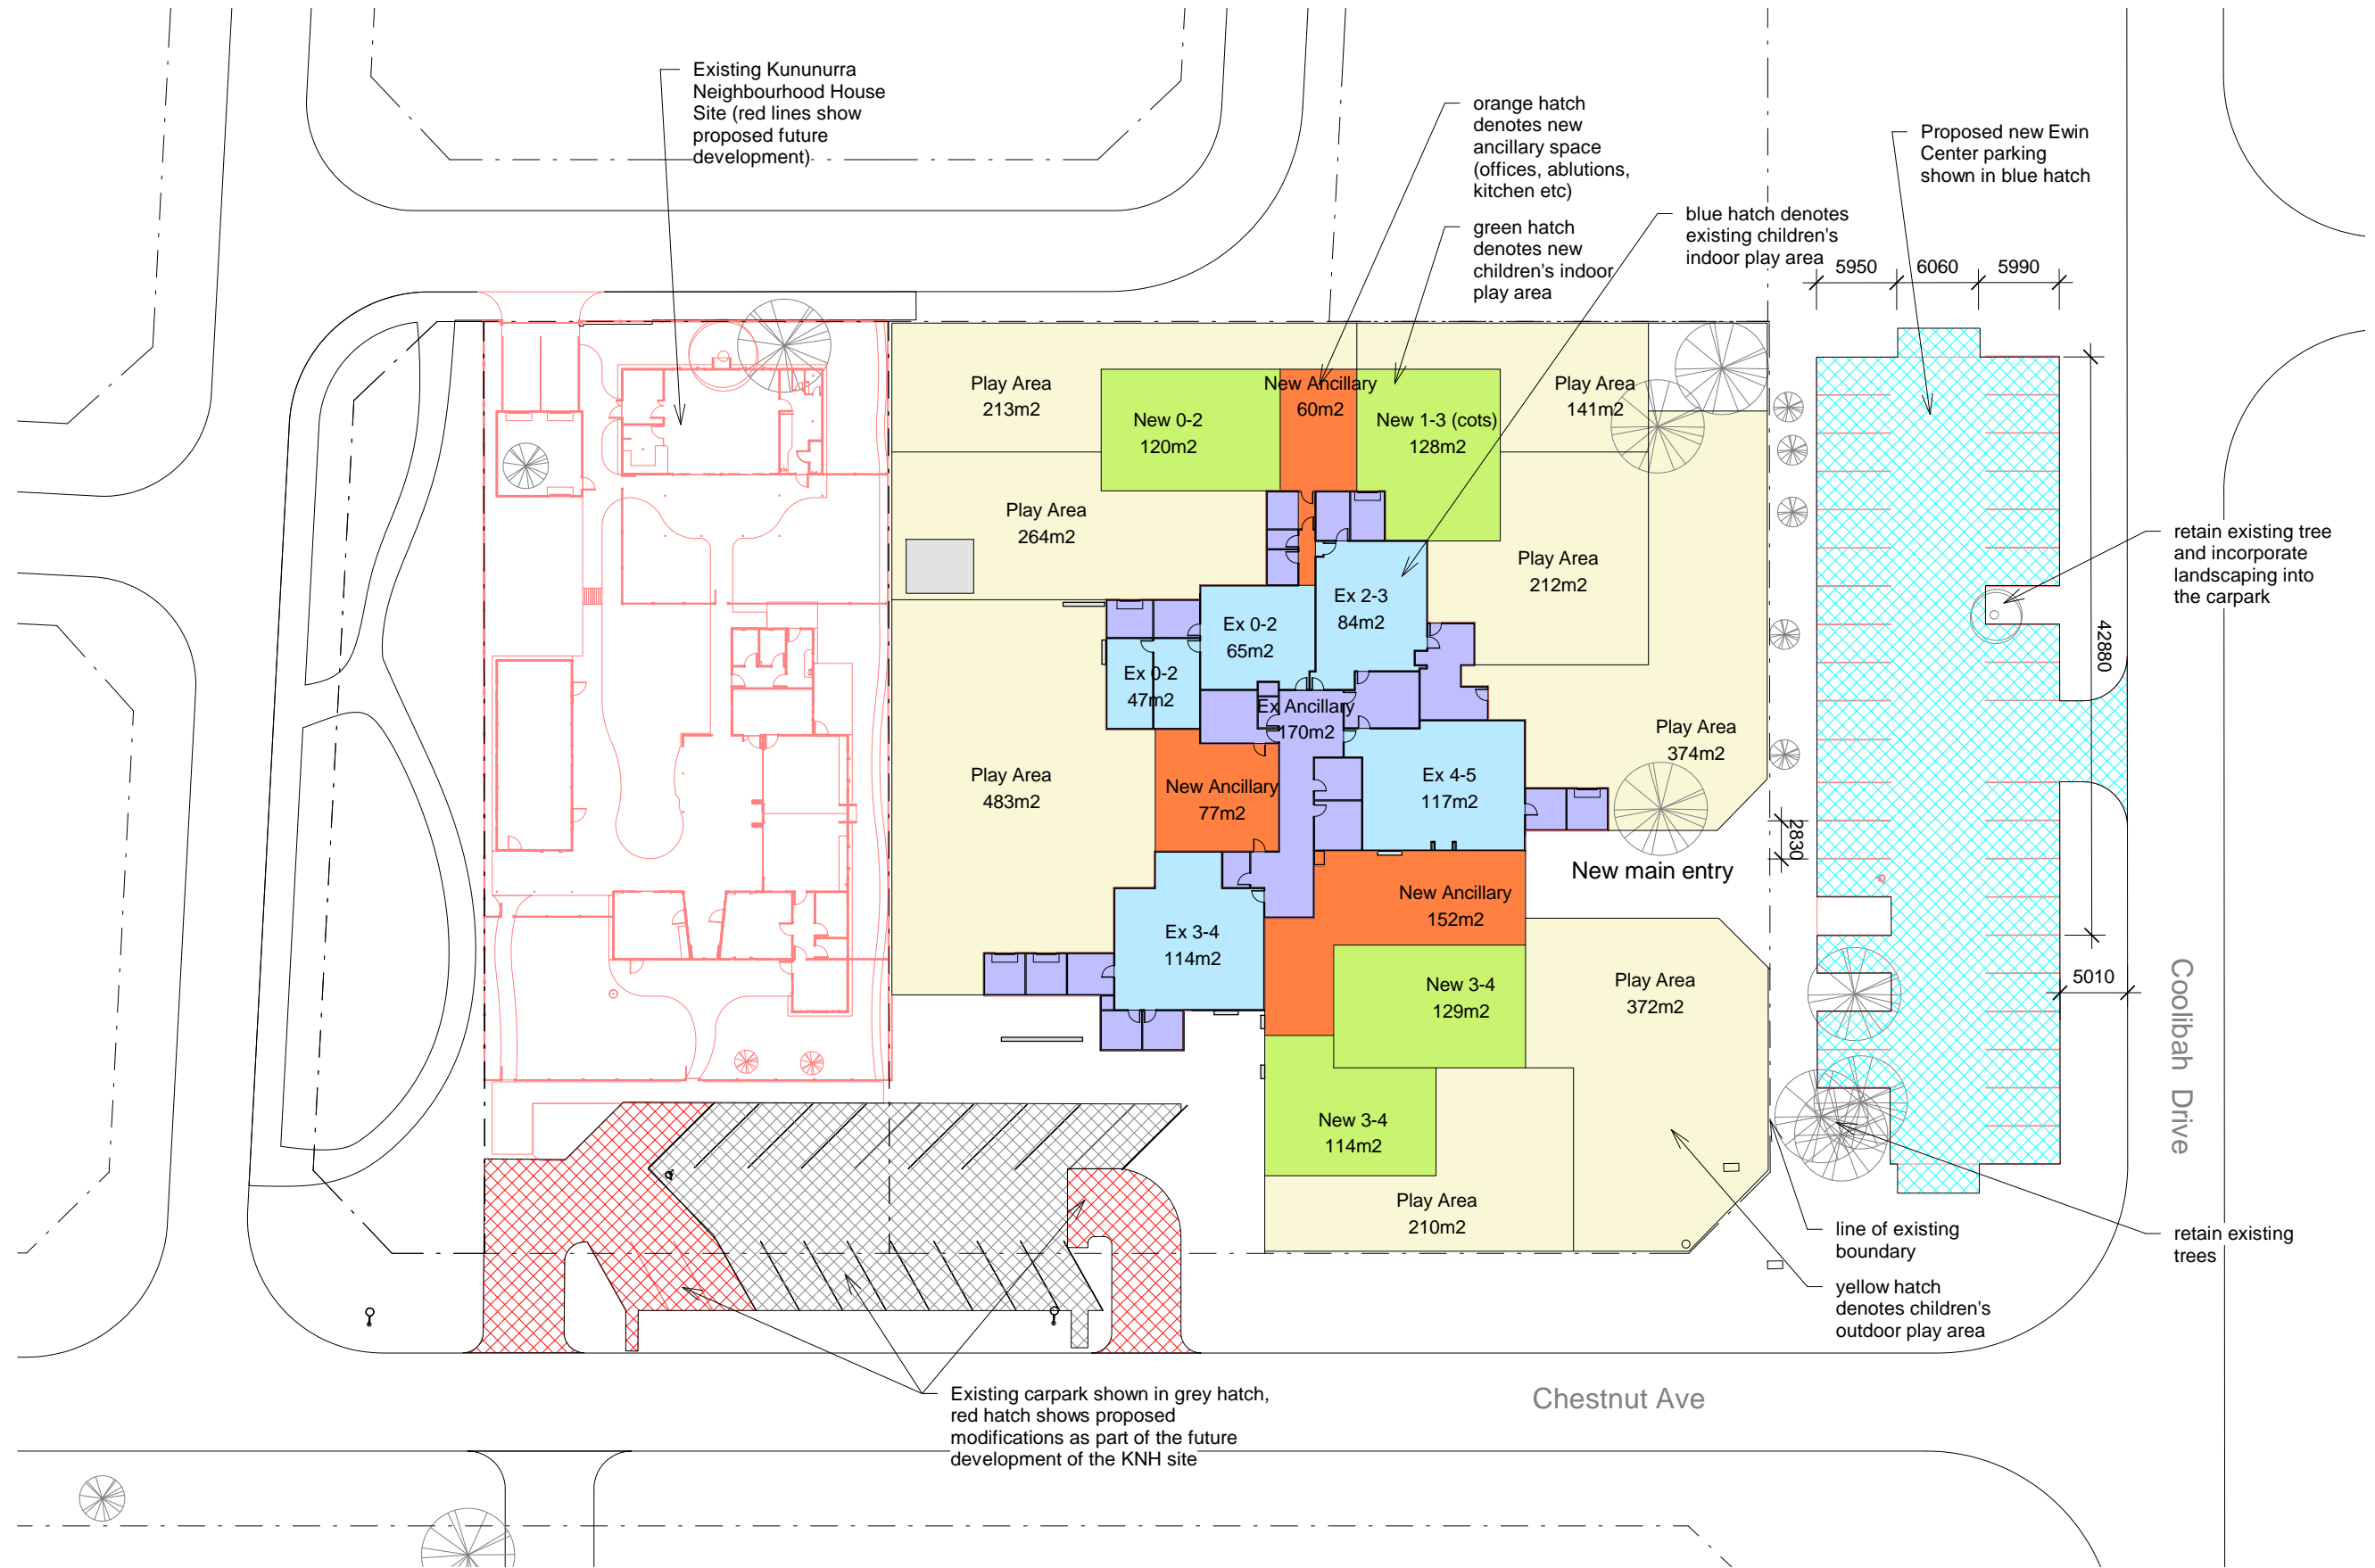 Existing Kununurra
Neighbourhood House
Site (red lines show
proposed future
development)
orange hatch
denotes new
ancillary space
(offices, ablutions,
kitchen etc)
green hatch
denotes new
children's indoor
play area
blue hatch denotes
existing children's
indoor play area
Proposed new Ewin
Center parking
shown in blue hatch
5950
6060
5990
Play Area
213m2
New 0-2
120m2
New Ancillary
60m2
New 1-3 (cots)
128m2
Play Area
141m2
Play Area
264m2
Play Area
212m2
retain existing tree
and incorporate
landscaping into
the carpark
Ex 2-3
84m2
Ex 0-2
65m2
Ex 0-2
47m2
42880
Ex Ancillary
170m2
Play Area
374m2
Play Area
483m2
New Ancillary
77m2
Ex 4-5
117m2
2830
New main entry
New Ancillary
152m2
Ex 3-4
114m2
New 3-4
129m2
Play Area
372m2
5010
Coolibah Drive
New 3-4
114m2
Play Area
210m2
line of existing
boundary
retain existing
trees
yellow hatch
denotes children's
outdoor play area
Existing carpark shown in grey hatch,
red hatch shows proposed
modifications as part of the future
development of the KNH site
Chestnut Ave